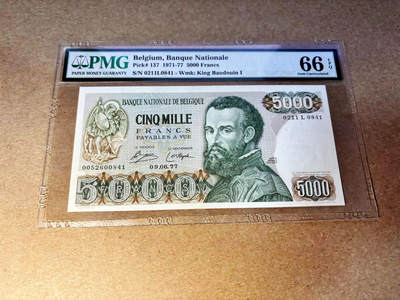 PMG
PAPER MONEY GUARANTY
Belgium, Banque Nationale
Pick# 137 1971-77 5000 Francs
S/N 0211L0841 - Wmk: King Baudouin I
66 EPQ
Gem Uncirculated
BANQUE NATIONALE DE BELGIQUE
5000
0211 L 0841
CINQ MILLE
FRANCS
PAYABLES A VUE
0052600841
09.06.77
5000
5000